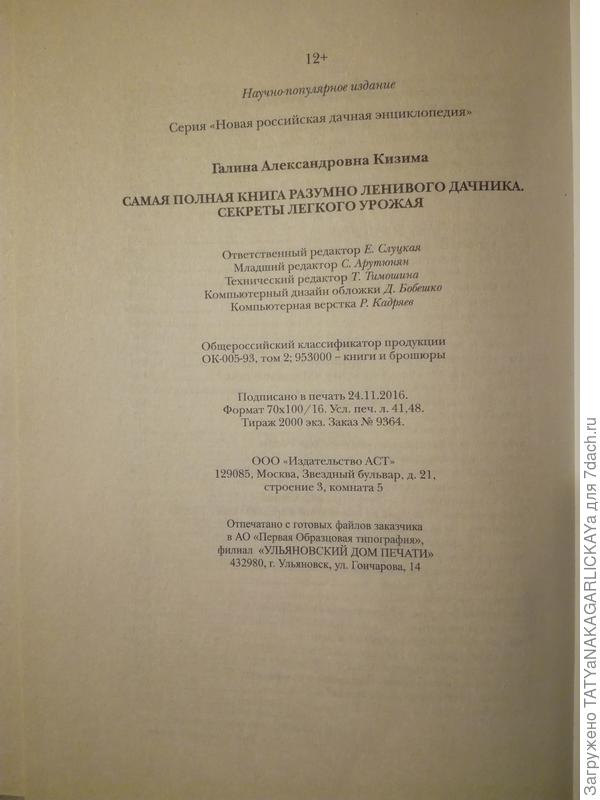 12+
Научно-популярное издание
Серия «Новая российская дачная энциклопедия»
Галина Александровна Кизима
САМАЯ ПОЛНАЯ КНИГА РАЗУМНО ЛЕНИВОГО ДАЧНИКА.
СЕКРЕТЫ ЛЕГКОГО УРОЖАЯ
Ответственный редактор Е. Слуцкая
Младший редактор С. Арутюнян
Технический редактор Т. Тимошина
Компьютерный дизайн обложки Д. Бобешко
Компьютерная верстка Р. Кадряев
Общероссийский классификатор продукции
ОК-005-93, том 2; 953000 – книги и брошюры
Подписано в печать 24.11.2016.
Формат 70х100/16. Усл. печ. л. 41,48.
Тираж 2000 экз. Заказ № 9364.
ООО «Издательство АСТ»
129085, Москва, Звездный бульвар, д. 21,
строение 3, комната 5
Отпечатано с готовых файлов заказчика
в АО «Первая Образцовая типография»,
филиал «УЛЬЯНОВСКИЙ ДОМ ПЕЧАТИ»
432980, г. Ульяновск, ул. Гончарова, 14
Загружено TATYaNAKAGARLICKAYa для 7dach.ru